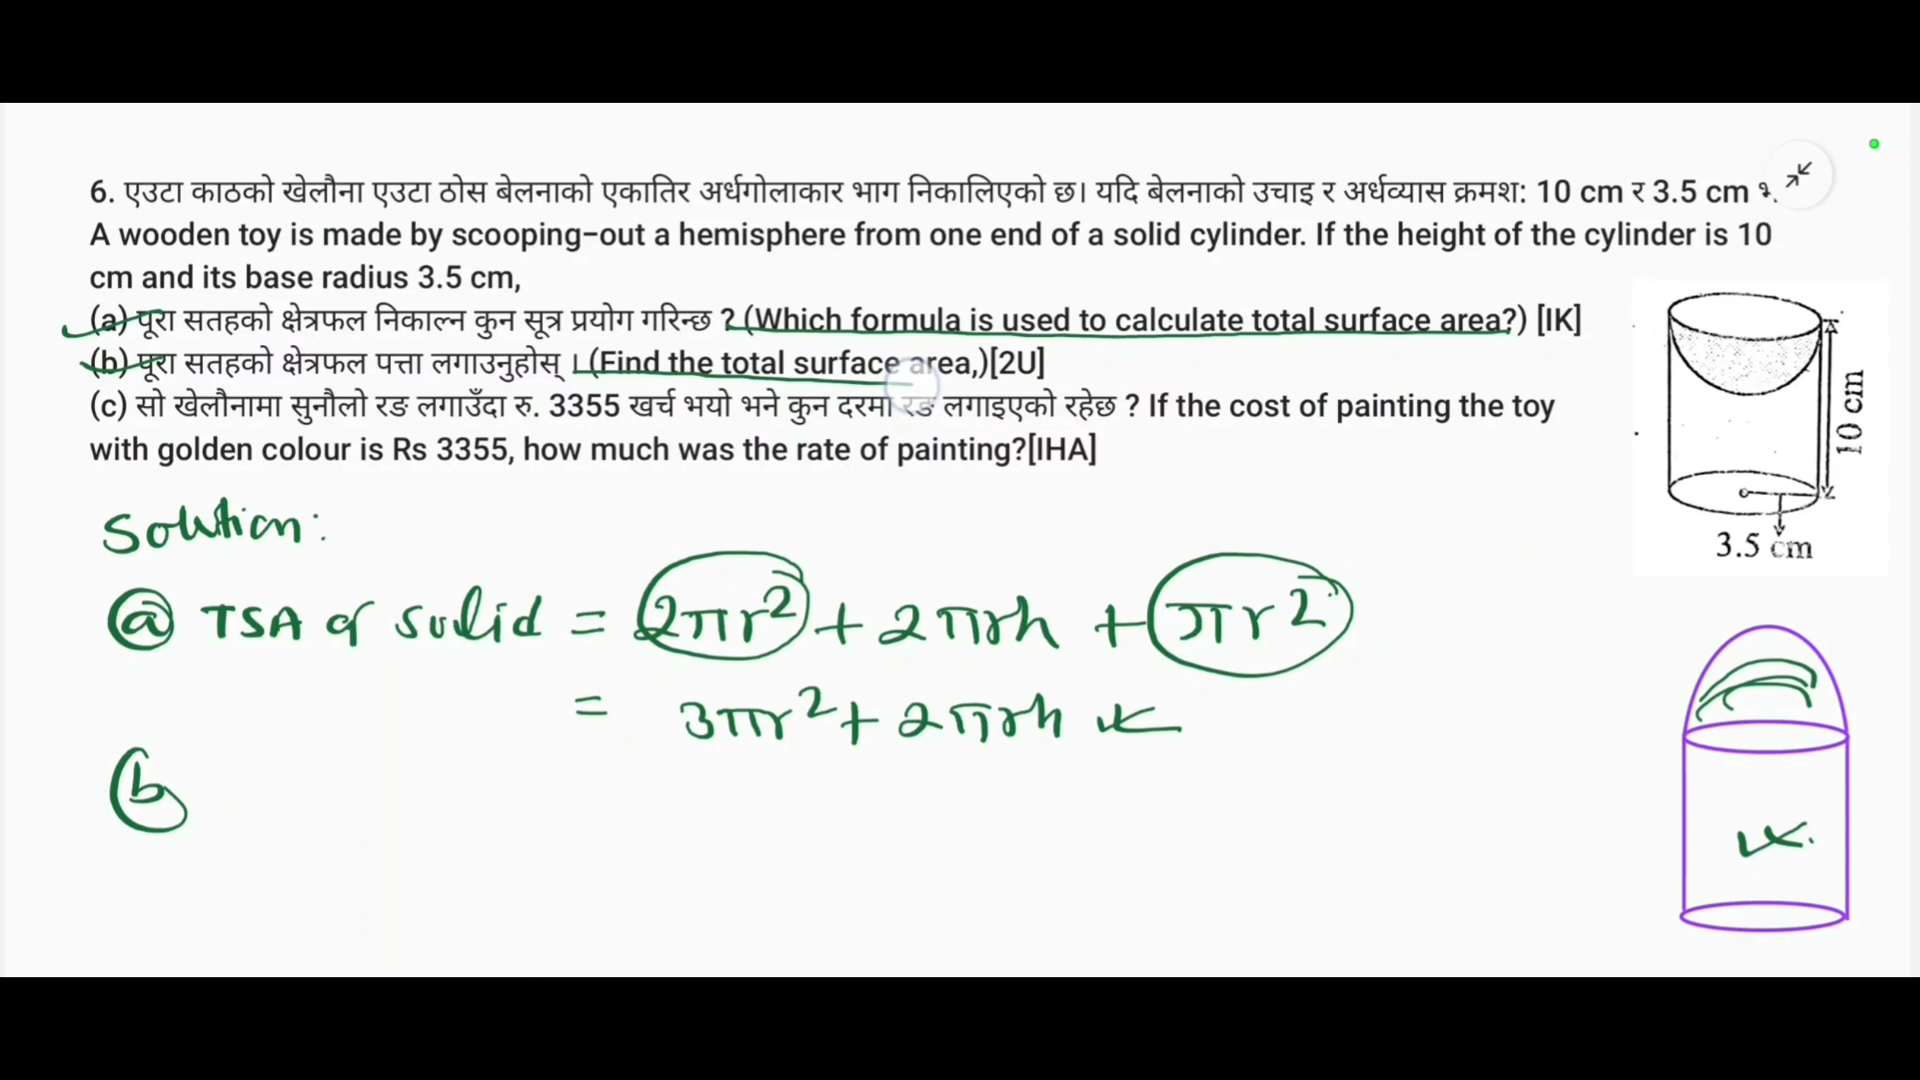 6. एउटा काठको खेलौना एउटा ठोस बेलनाको एकातिर अर्धगोलाकार भाग निकालिएको छ। यदि बेलनाको उचाइ र अर्धव्यास क्रमश: 10 cm र 3.5 cm
A wooden toy is made by scooping-out a hemisphere from one end of a solid cylinder. If the height of the cylinder is 10
cm and its base radius 3.5 cm,
(a) पूरा सतहको क्षेत्रफल निकाल्न कुन सूत्र प्रयोग गरिन्छ ? (Which formula is used to calculate total surface area?) [IK]
(b) पूरा सतहको क्षेत्रफल पत्ता लगाउनुहोस् । (Find the total surface area,)[2U]
(c) सो खेलौनामा सुनौलो रङ लगाउँदा रु. 3355 खर्च भयो भने कुन दरमा रङ लगाइएको रहेछ ? If the cost of painting the toy
with golden colour is Rs 3355, how much was the rate of painting?[IHA]
10 cm
3.5 cm
Solution:
(a) TSA of solid = 2πr² + 2πrh + πr²
= 3πr² + 2πrh
(b)